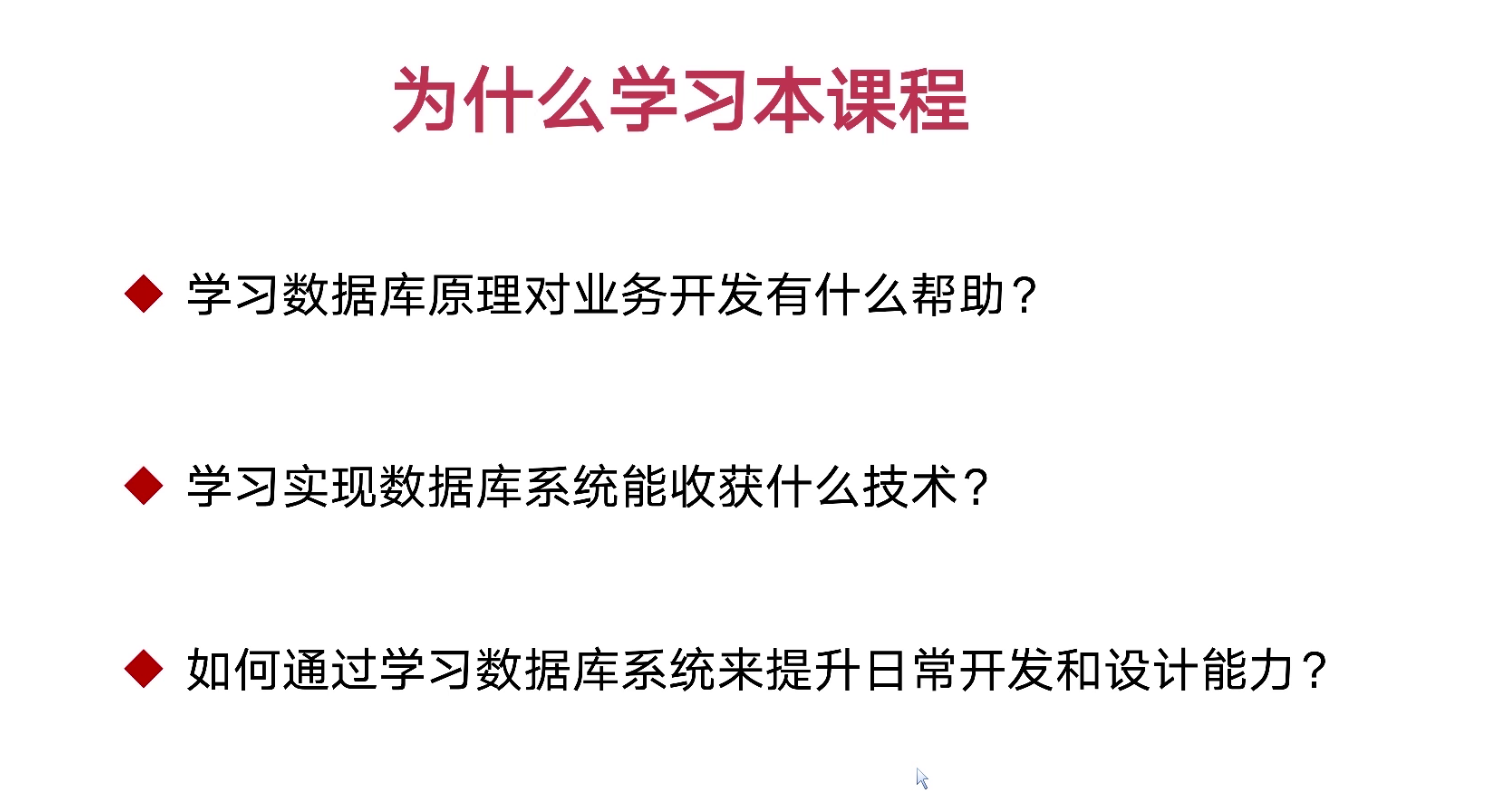 为什么学习本课程
学习数据库原理对业务开发有什么帮助？
学习实现数据库系统能收获什么技术？
如何通过学习数据库系统来提升日常开发和设计能力？